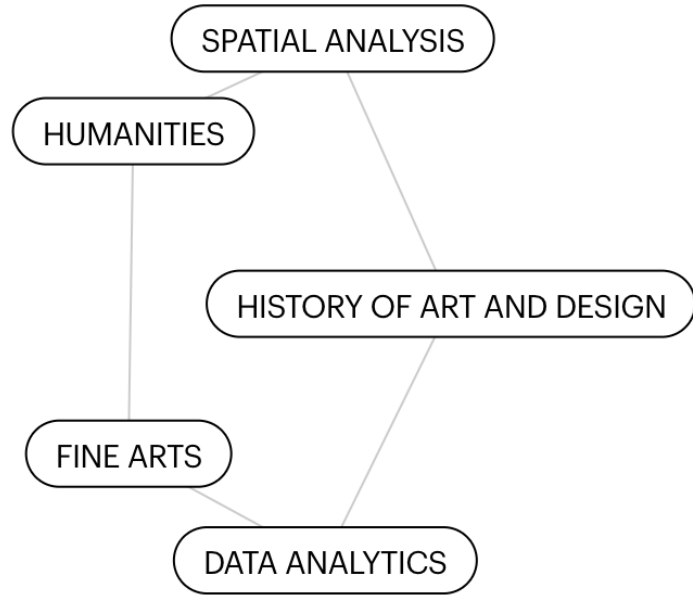 SPATIAL ANALYSIS
HUMANITIES
HISTORY OF ART AND DESIGN
FINE ARTS
DATA ANALYTICS